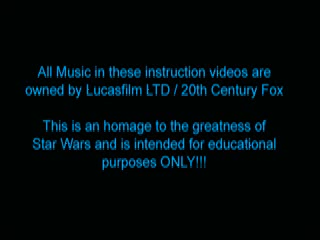 All Music in these instruction videos are
owned by Lucasfilm LTD / 20th Century Fox
This is an homage to the greatness of
Star Wars and is intended for educational
purposes ONLY!!!